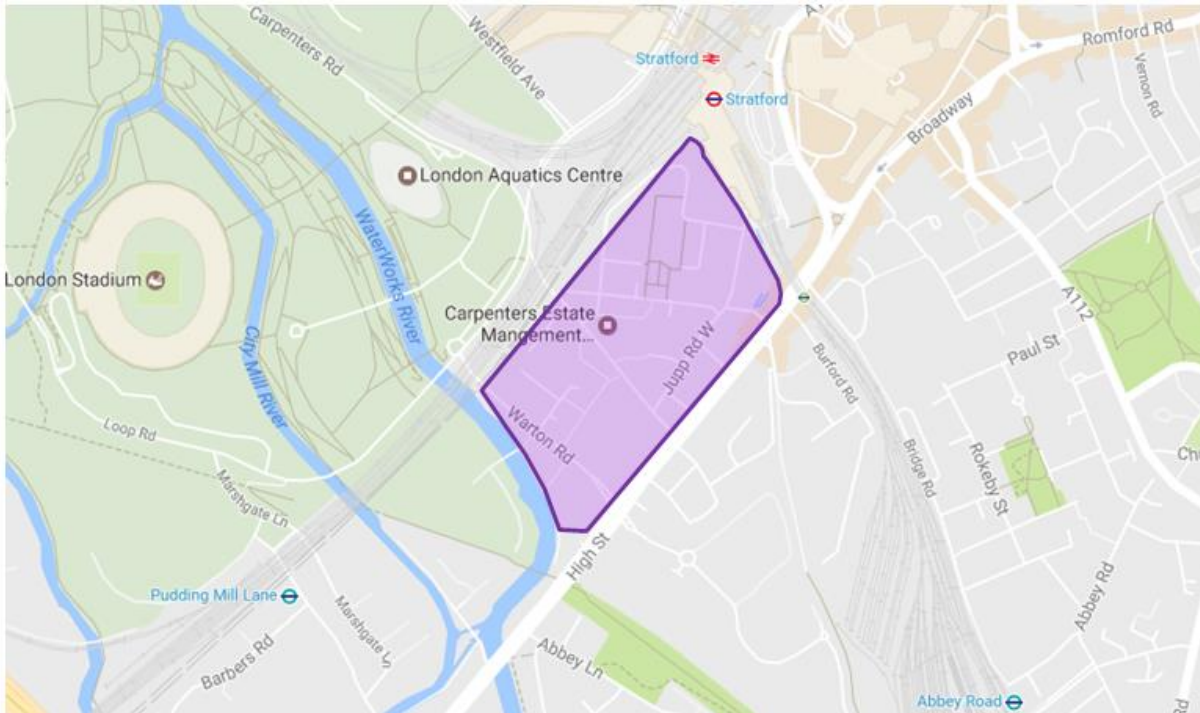 Carpenters Rd
Westfield Ave
A1
Romford Rd
Stratford
Stratford
Vernon Rd
Broadway
London Aquatics Centre
WaterWorks River
London Stadium
A112
Carpenters Estate
Mangement...
City Mill River
Jupp Rd W
Paul St
Burford Rd
Loop Rd
Warton Rd
Bridge Rd
Rokeby St
Marshgate Ln
High St
Pudding Mill Lane
Marshgate Ln
Abbey Rd
Barbers Rd
Abbey Ln
Abbey Road